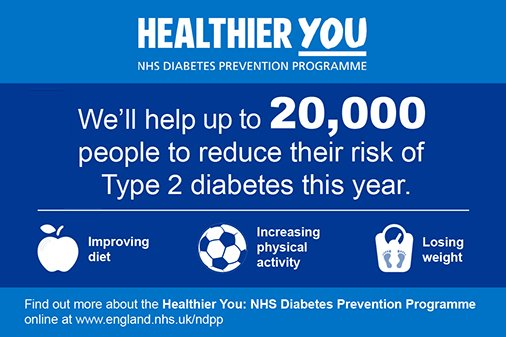 HEALTHIER YOU
NHS DIABETES PREVENTION PROGRAMME
We'll help up to 20,000
people to reduce their risk of
Type 2 diabetes this year.
Improving
diet
Increasing
physical
activity
Losing
weight
Find out more about the Healthier You: NHS Diabetes Prevention Programme
online at www.england.nhs.uk/ndpp